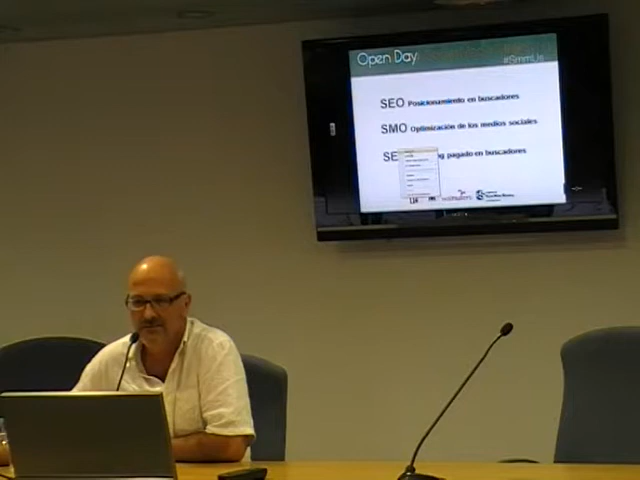 Open Day
#SmmUs
SEO Posicionamiento en buscadores
SMO Optimización de los medios sociales
SE pagado en buscadores